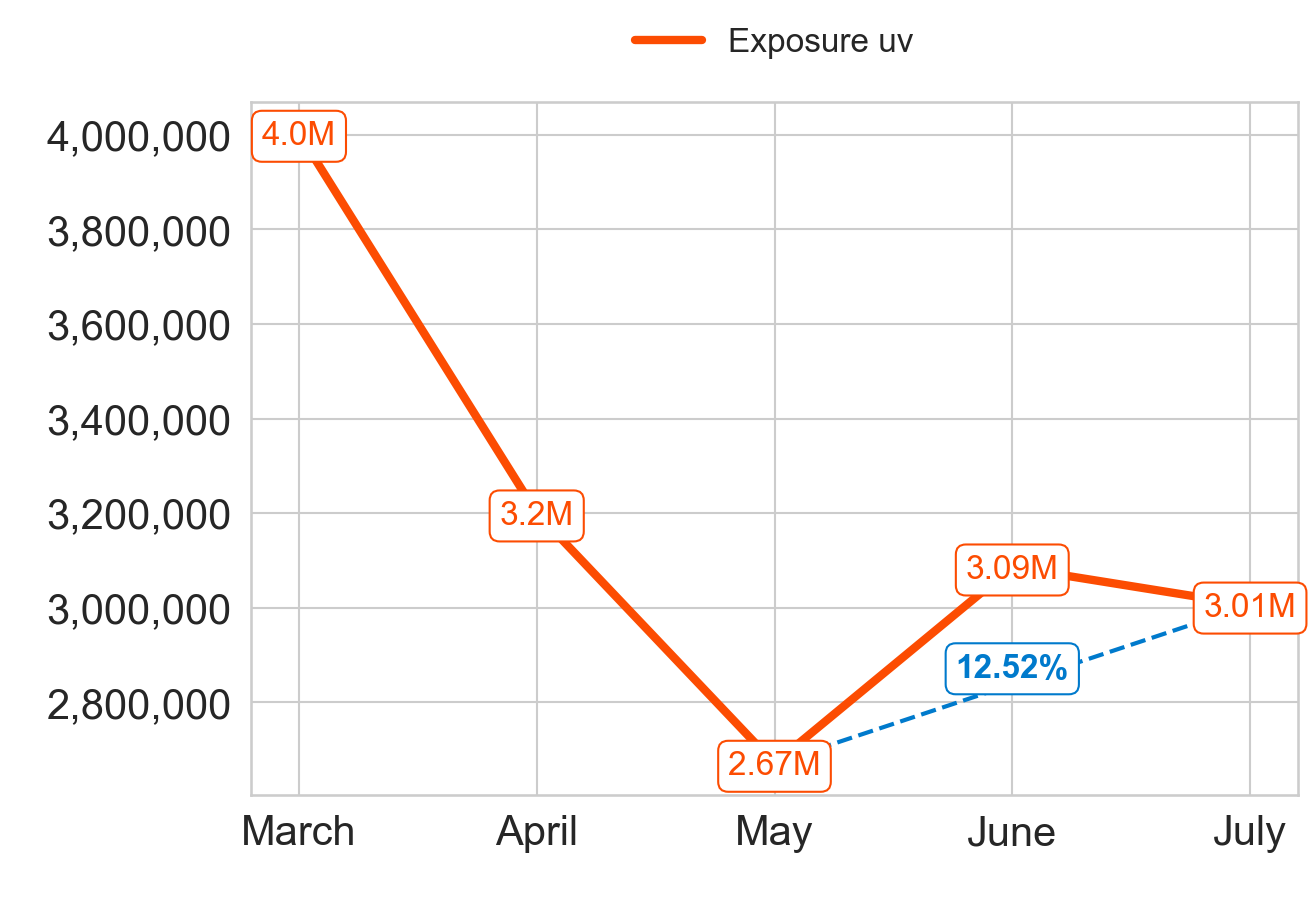 Exposure uv
4,000,000
3,800,000
3,600,000
3,400,000
3,200,000
3,000,000
2,800,000
4.0M
3.2M
2.67M
3.09M
3.01M
12.52%
March April May June July